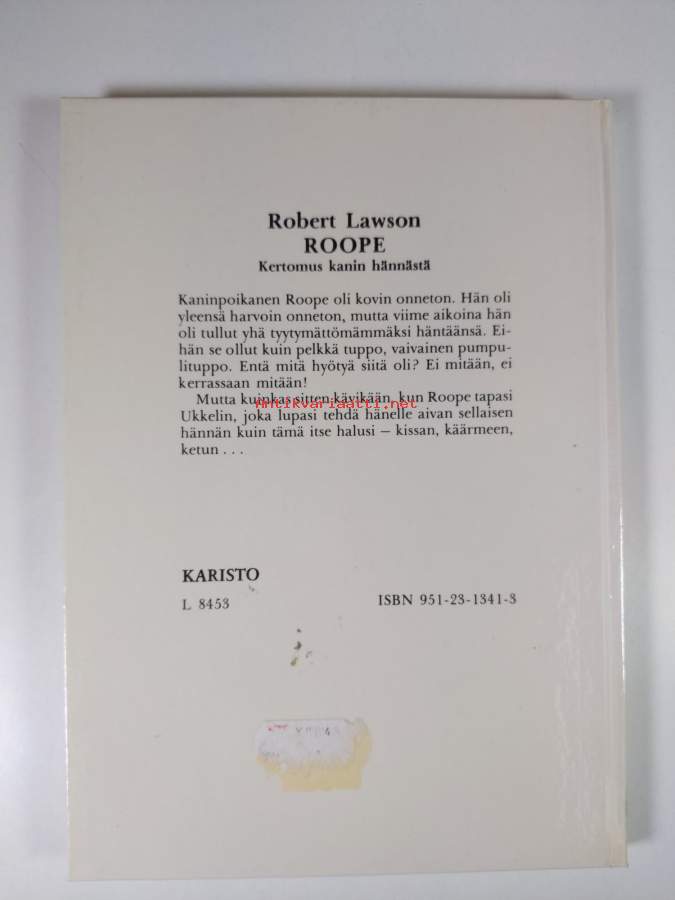 Robert Lawson
ROOPE
Kertomus kanin hännästä
Kaninpoikanen Roope oli kovin onneton. Hän oli
yleensä harvoin onneton, mutta viime aikoina hän
oli tullut yhä tyytymättömämmäksi häntäänsä. Ei-
hän se ollut kuin pelkkä tuppo, vaivainen pumpu-
lituppo. Entä mitä hyötyä siitä oli? Ei mitään, ei
kerrassaan mitään!
Mutta kuinkas sitten kävikään, kun Roope tapasi
Antikvariaatti.net
Ukkelin, joka lupasi tehdä hänelle aivan sellaisen
hännän kuin tämä itse halusi – kissan, käärmeen,
ketun . . .
KARISTO
L 8453
ISBN 951-23-1341-3